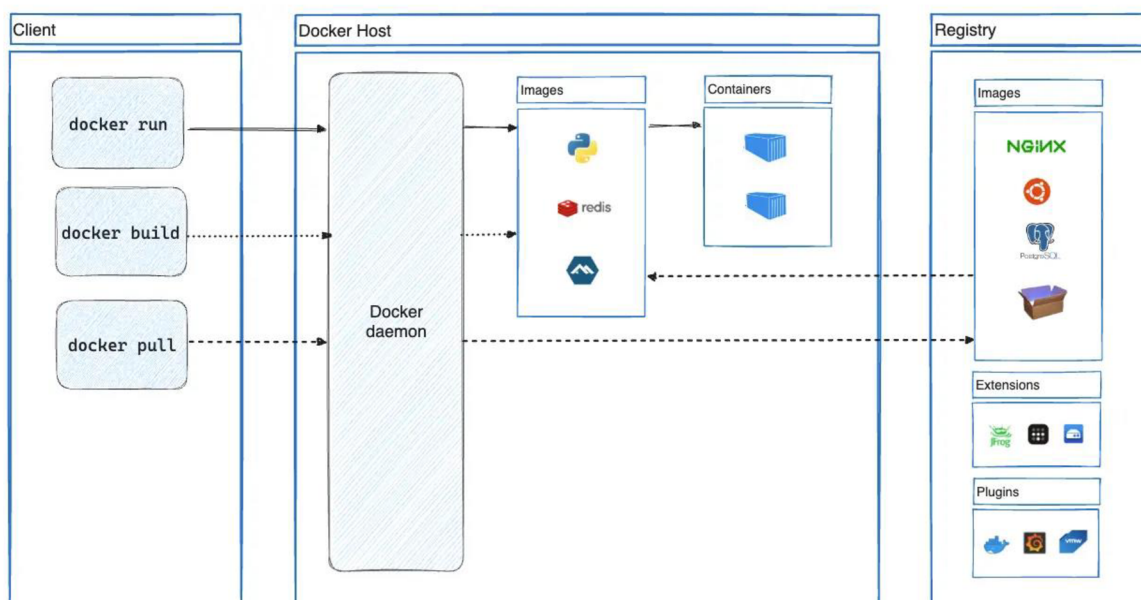 Client
docker run
docker build
docker pull
Docker Host
Docker
daemon
Images
redis
Containers
Registry
Images
NGINX
PostgreSQL
Extensions
JFrog
Plugins
vmw